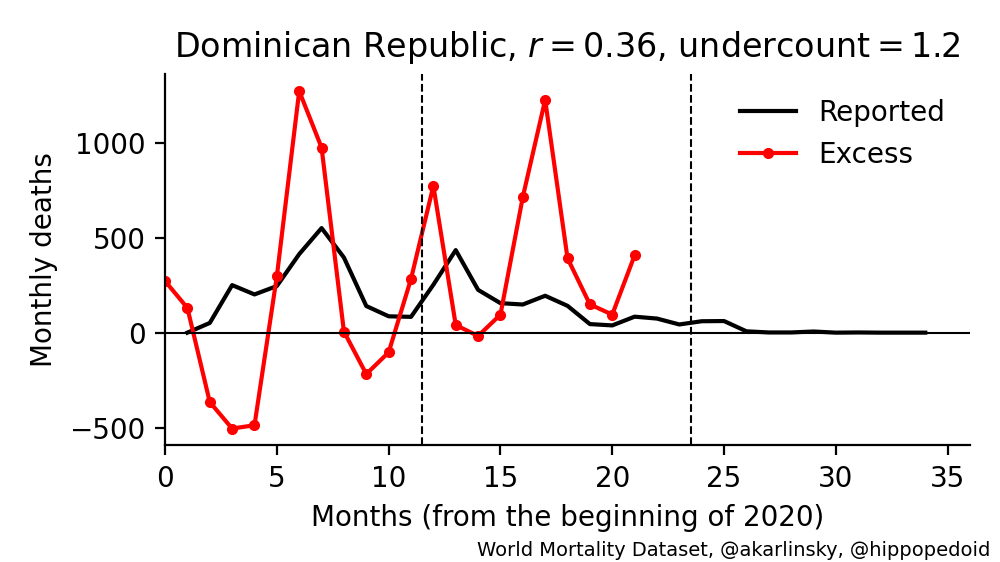 Dominican Republic, r = 0.36, undercount = 1.2
Reported
Excess
Monthly deaths
1000
500
0
−500
0 5 10 15 20 25 30 35
Months (from the beginning of 2020)
World Mortality Dataset, @akarlinsky, @hippopedoid